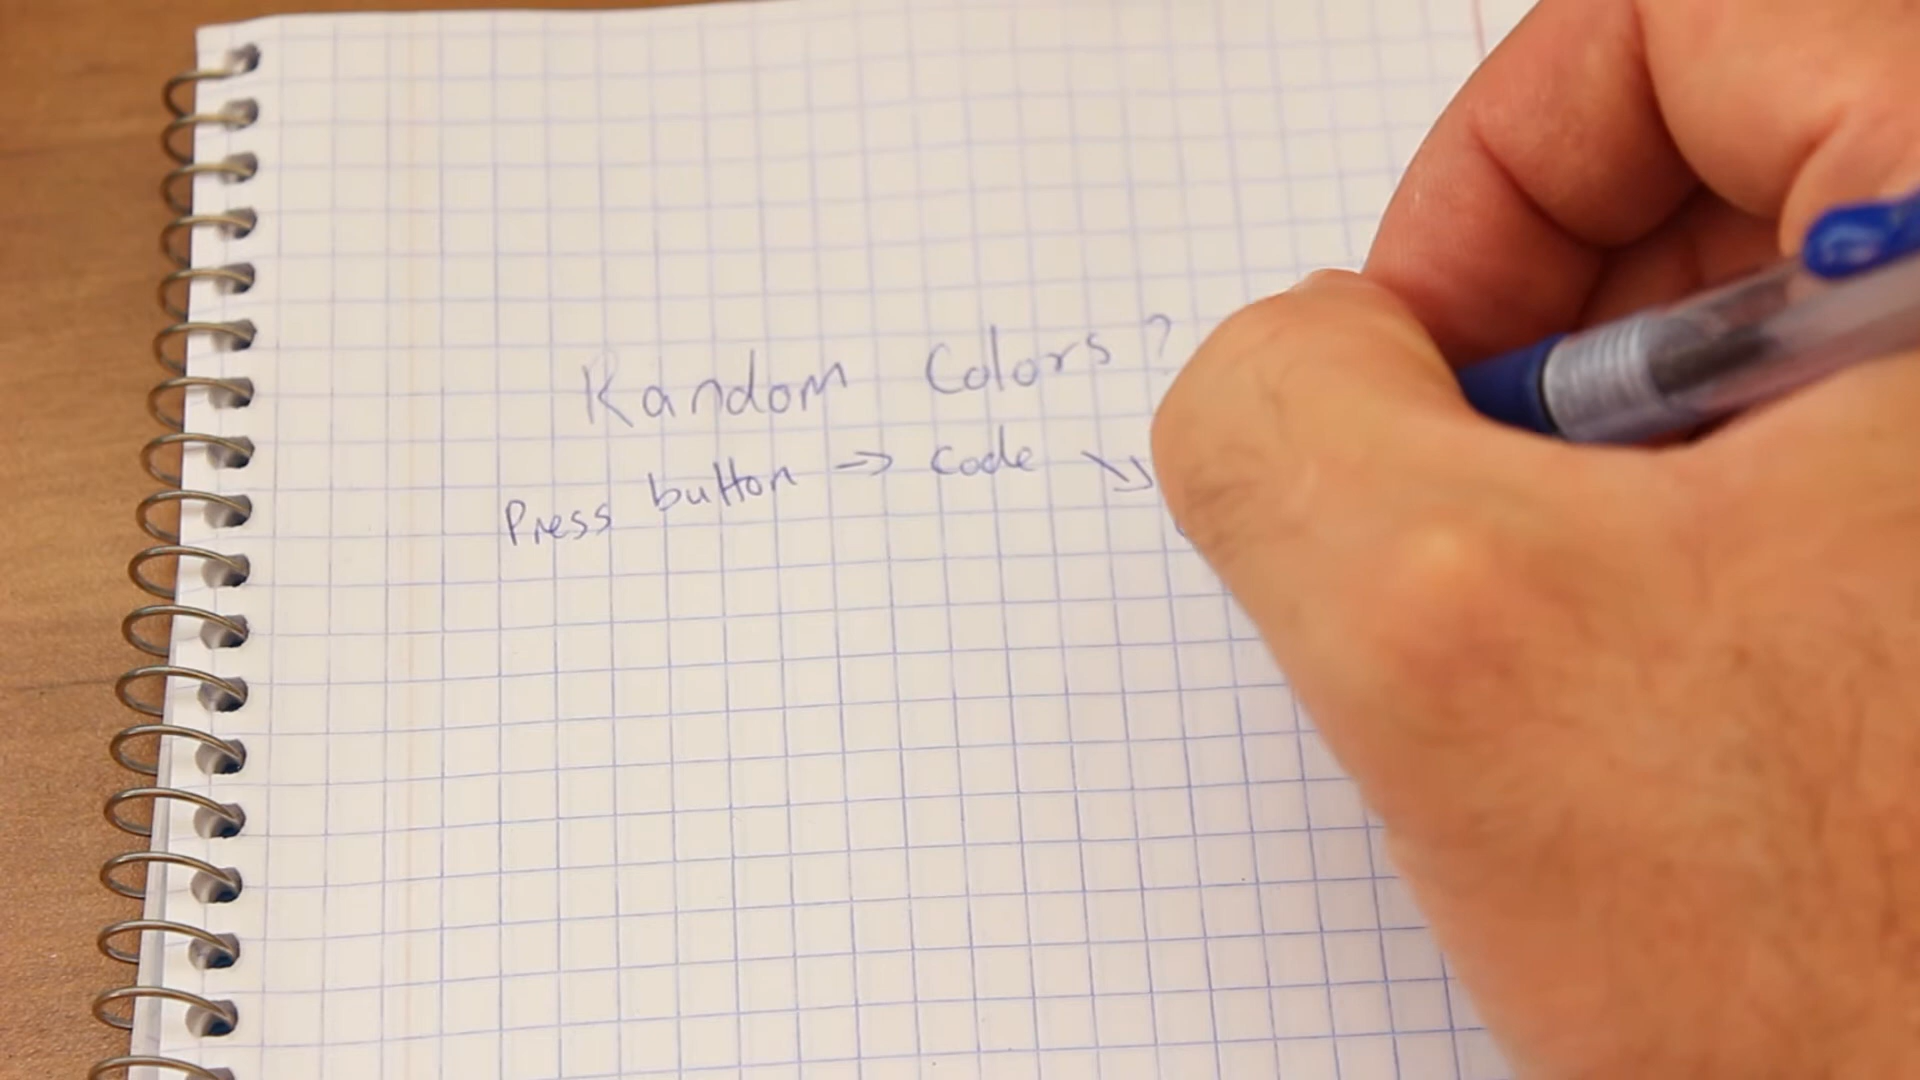 Random Colors?
Press button → code ↘